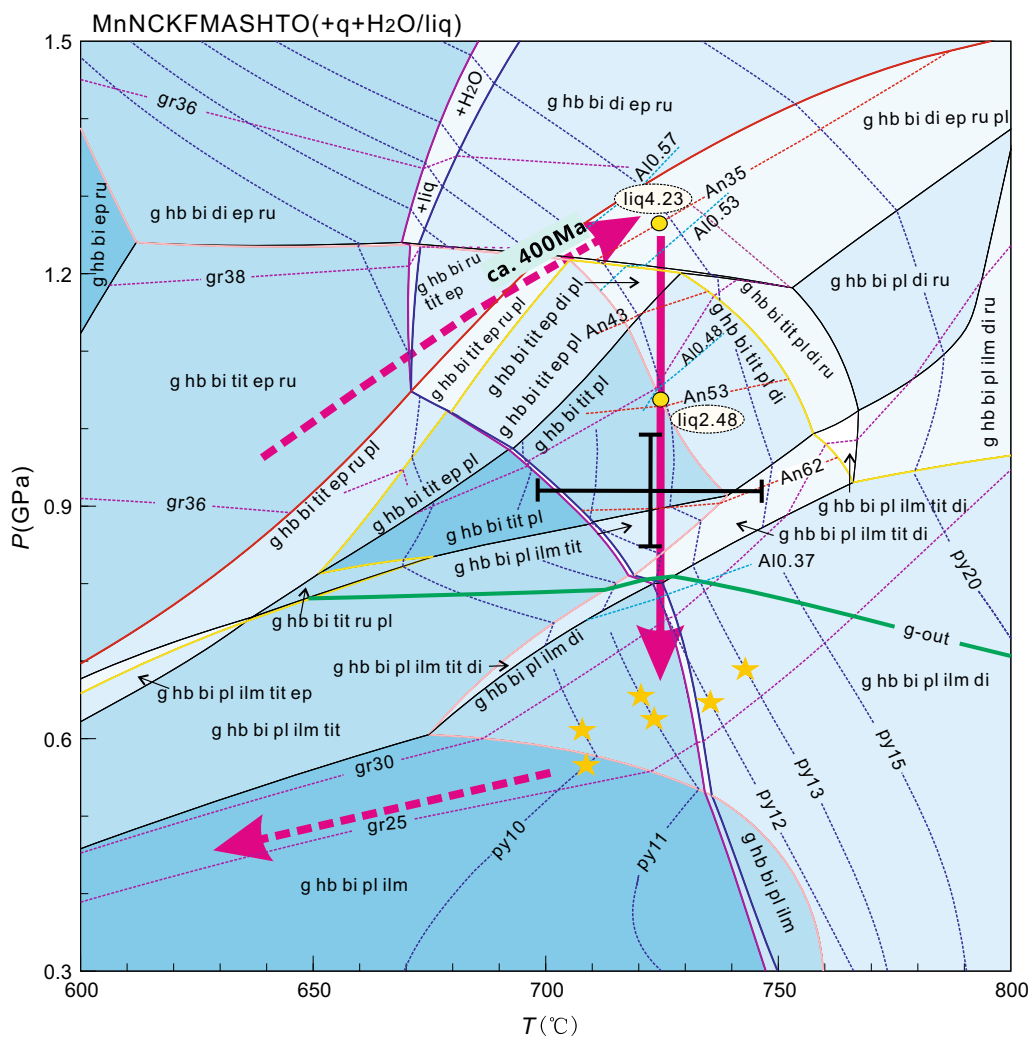 MnNCKFMASHTO(+q+H2O/liq)
1.5
gr36
+H2O
g hb bi di ep ru
g hb bi di ep ru pl
+liq
Al0.57
liq4.23
An35
g hb bi ep ru
g hb bi di ep ru
Al0.53
ca. 400Ma
1.2
gr38
g hb bi ru
tit ep
g hb bi pl di ru
g hb bi tit pl di ru
g hb bi tit ep di pl
An43
g hb bi tit ep ru pl
g hb bi tit ep pl
Al0.48
g hb bi tit pl di
g hb bi pl ilm di ru
g hb bi tit ep ru
g hb bi tit pl
An53
liq2.48
P(GPa)
g hb bi tit ep ru pl
g hb bi tit ep pl
An62
0.9
gr36
g hb bi pl ilm tit di
g hb bi tit pl
g hb bi pl ilm tit di
g hb bi pl ilm tit
Al0.37
py20
g hb bi tit ru pl
g-out
g hb bi pl ilm tit di
g hb bi pl ilm di
g hb bi pl ilm di
g hb bi pl ilm tit ep
g hb bi pl ilm tit
0.6
gr30
py15
py13
py12
gr25
py10
py11
g hb bi pl ilm
g hb bi pl ilm
0.3
600
650
700
750
800
T(℃)